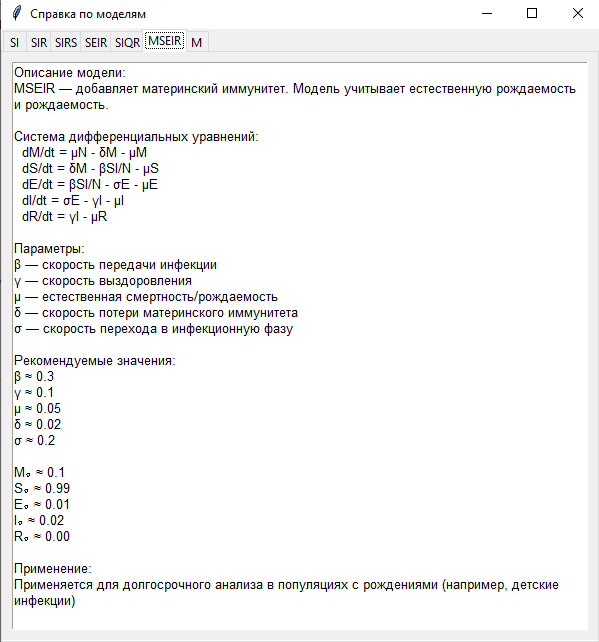 Справка по моделям
SI SIR SIRS SEIR SIQR MSEIR M
Описание модели:
MSEIR — добавляет материнский иммунитет. Модель учитывает естественную рождаемость
и рождаемость.
Система дифференциальных уравнений:
dM/dt = μN - δM - μM
dS/dt = δM - βSI/N - μS
dE/dt = βSI/N - σE - μE
dI/dt = σE - γI - μI
dR/dt = γI - μR
Параметры:
β — скорость передачи инфекции
γ — скорость выздоровления
μ — естественная смертность/рождаемость
δ — скорость потери материнского иммунитета
σ — скорость перехода в инфекционную фазу
Рекомендуемые значения:
β ≈ 0.3
γ ≈ 0.1
μ ≈ 0.05
δ ≈ 0.02
σ ≈ 0.2
M₀ ≈ 0.1
S₀ ≈ 0.99
E₀ ≈ 0.01
I₀ ≈ 0.02
R₀ ≈ 0.00
Применение:
Применяется для долгосрочного анализа в популяциях с рождениями (например, детские
инфекции)